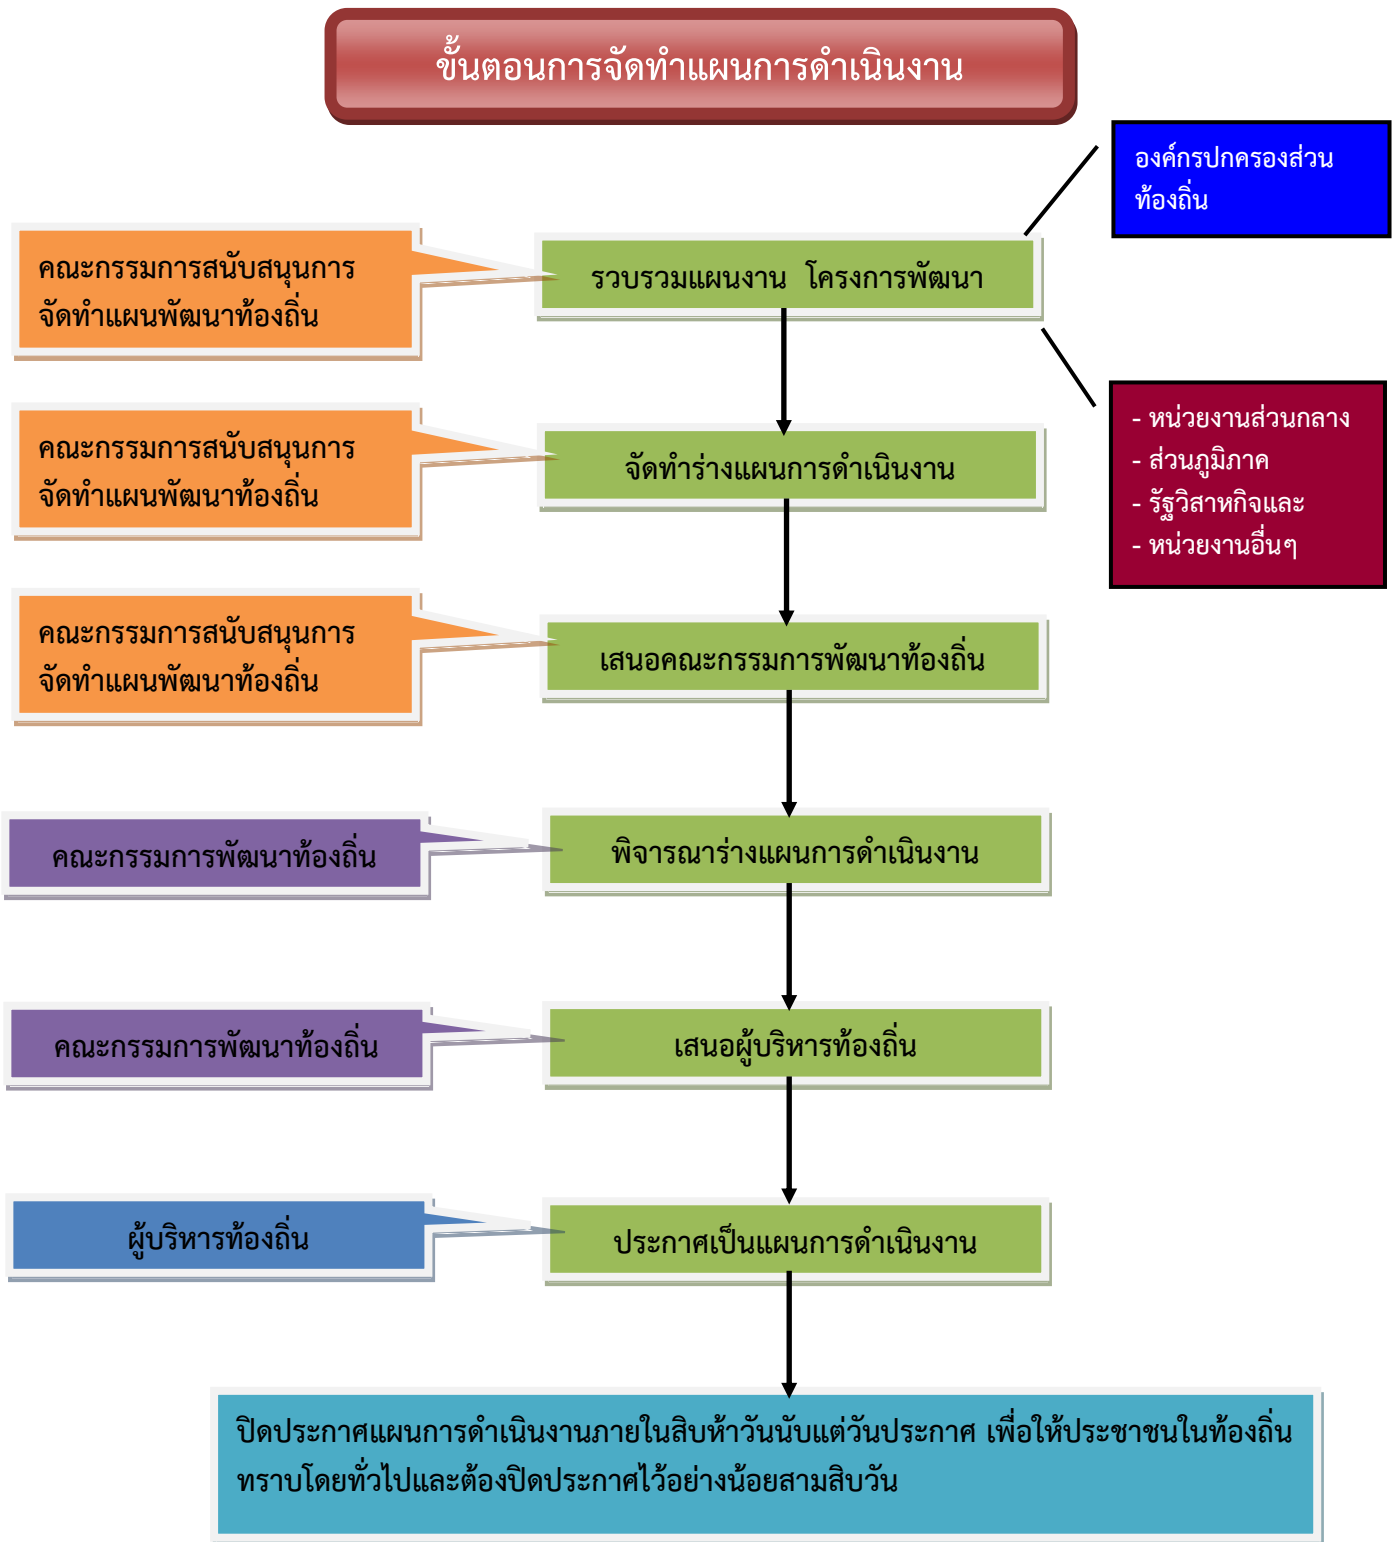 ขั้นตอนการจัดทำแผนการดำเนินงาน
องค์กรปกครองส่วน
ท้องถิ่น
คณะกรรมการสนับสนุนการ
จัดทำแผนพัฒนาท้องถิ่น
รวบรวมแผนงาน โครงการพัฒนา
- หน่วยงานส่วนกลาง
- ส่วนภูมิภาค
- รัฐวิสาหกิจและ
- หน่วยงานอื่นๆ
คณะกรรมการสนับสนุนการ
จัดทำแผนพัฒนาท้องถิ่น
จัดทำร่างแผนการดำเนินงาน
คณะกรรมการสนับสนุนการ
จัดทำแผนพัฒนาท้องถิ่น
เสนอคณะกรรมการพัฒนาท้องถิ่น
คณะกรรมการพัฒนาท้องถิ่น
พิจารณาร่างแผนการดำเนินงาน
คณะกรรมการพัฒนาท้องถิ่น
เสนอผู้บริหารท้องถิ่น
ผู้บริหารท้องถิ่น
ประกาศเป็นแผนการดำเนินงาน
ปิดประกาศแผนการดำเนินงานภายในสิบห้าวันนับแต่วันประกาศ เพื่อให้ประชาชนในท้องถิ่น
ทราบโดยทั่วไปและต้องปิดประกาศไว้อย่างน้อยสามสิบวัน